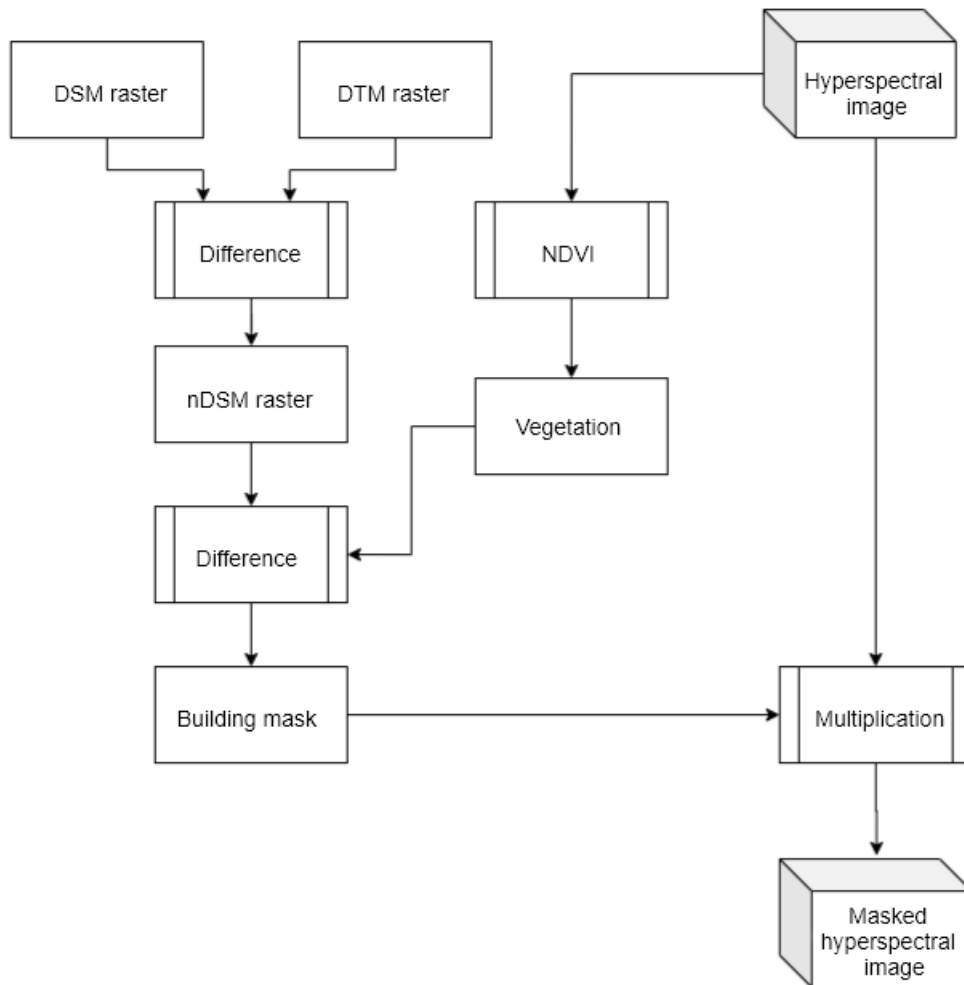 DSM raster
DTM raster
Hyperspectral
image
Difference
NDVI
nDSM raster
Vegetation
Difference
Building mask
Multiplication
Masked
hyperspectral
image